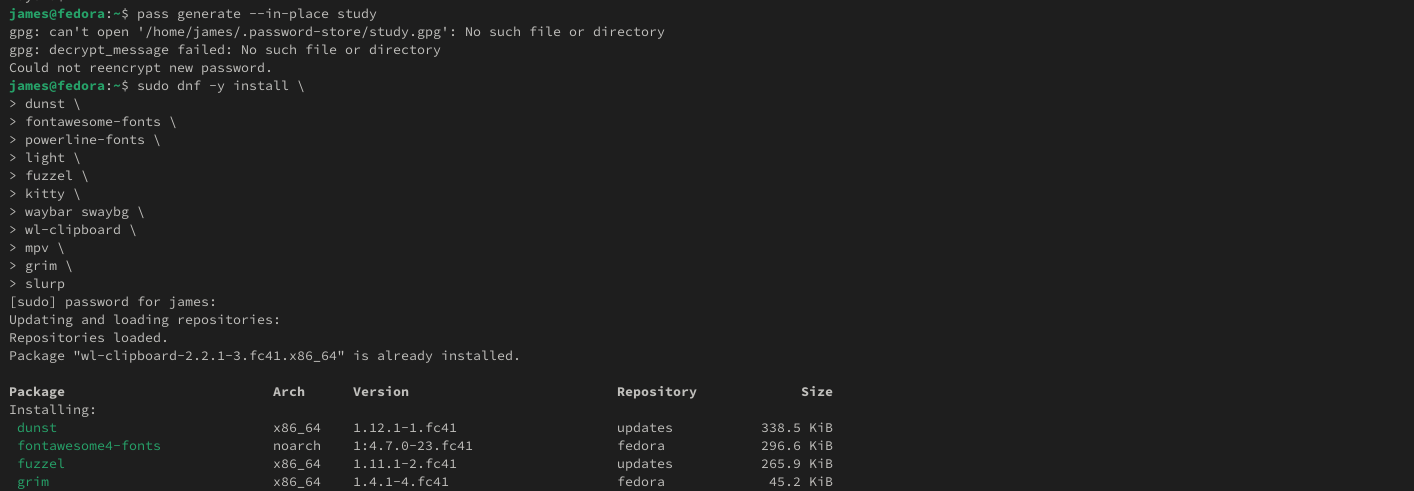 james@fedora:~$ pass generate --in-place study
gpg: can't open '/home/james/.password-store/study.gpg': No such file or directory
gpg: decrypt_message failed: No such file or directory
Could not reencrypt new password.
james@fedora:~$ sudo dnf -y install \
> dunst \
> fontawesome-fonts \
> powerline-fonts \
> light \
> fuzzel \
> kitty \
> waybar swaybg \
> wl-clipboard \
> mpv \
> grim \
> slurp
[sudo] password for james:
Updating and loading repositories:
Repositories loaded.
Package "wl-clipboard-2.2.1-3.fc41.x86_64" is already installed.
Package Arch Version Repository Size
Installing:
dunst x86_64 1.12.1-1.fc41 updates 338.5 KiB
fontawesome4-fonts noarch 1:4.7.0-23.fc41 fedora 296.6 KiB
fuzzel x86_64 1.11.1-2.fc41 updates 265.9 KiB
grim x86_64 1.4.1-4.fc41 fedora 45.2 KiB